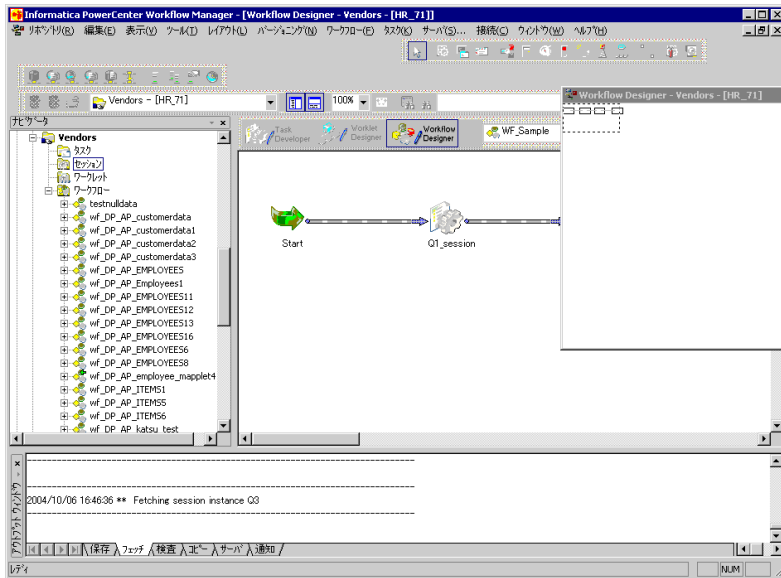 Informatica PowerCenter Workflow Manager - [Workflow Designer - Vendors - [HR_71]]
リポジトリ(R) 編集(E) 表示(V) ツール(T) レイアウト(L) バージョニング(N) ワークフロー(F) タスク(K) サーバ(S)... 接続(C) ウィンドウ(W) ヘルプ(H)
Vendors - [HR_71]
100%
Workflow Designer - Vendors - [HR_71]
ナビゲータ
Task Developer
Worklet Designer
Workflow Designer
WF_Sample
Vendors
タスク
セッション
ワークレット
ワークフロー
testnulldata
wf_DP_AP_customerdata
wf_DP_AP_customerdata1
wf_DP_AP_customerdata2
wf_DP_AP_customerdata3
wf_DP_AP_EMPLOYEES
wf_DP_AP_Employees1
wf_DP_AP_EMPLOYEES11
wf_DP_AP_EMPLOYEES12
wf_DP_AP_EMPLOYEES13
wf_DP_AP_EMPLOYEES16
wf_DP_AP_EMPLOYEES6
wf_DP_AP_EMPLOYEES8
wf_DP_AP_employee_mapplet4
wf_DP_AP_ITEMS1
wf_DP_AP_ITEMS5
wf_DP_AP_ITEMS6
wf_DP_AP_katsu_test
Start
Q1_session
アウトプット ウィンドウ
2004/10/06 16:46:36 ** Fetching session instance Q3
保存 フェッチ 検査 コピー サーバ 通知
レディ
NUM